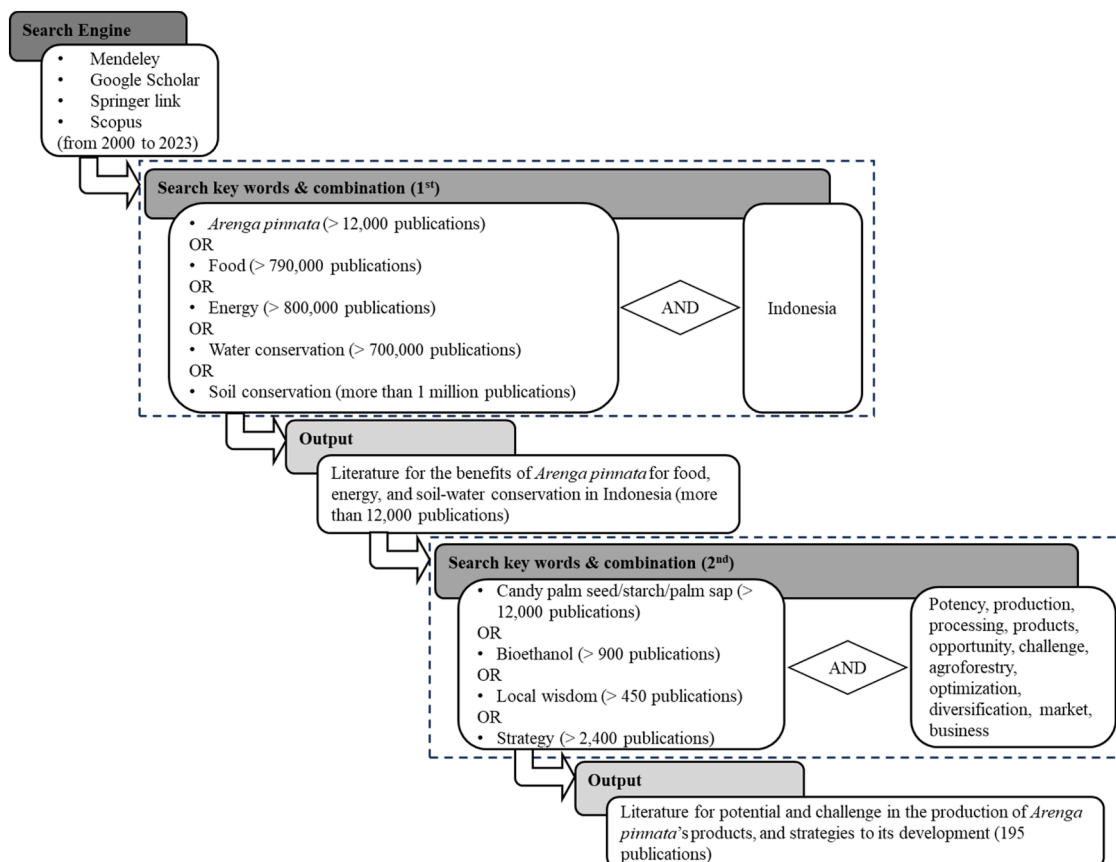 Search Engine
• Mendeley
• Google Scholar
• Springer link
• Scopus
(from 2000 to 2023)
Search key words & combination (1st)
• Arenga pinnata (> 12,000 publications)
OR
• Food (> 790,000 publications)
OR
• Energy (> 800,000 publications)
OR
• Water conservation (> 700,000 publications)
OR
• Soil conservation (more than 1 million publications)
AND
Indonesia
Output
Literature for the benefits of Arenga pinnata for food,
energy, and soil-water conservation in Indonesia (more
than 12,000 publications)
Search key words & combination (2nd)
• Candy palm seed/starch/palm sap (>
12,000 publications)
OR
• Bioethanol (> 900 publications)
OR
• Local wisdom (> 450 publications)
OR
• Strategy (> 2,400 publications)
AND
Potency, production,
processing, products,
opportunity, challenge,
agroforestry,
optimization,
diversification, market,
business
Output
Literature for potential and challenge in the production of Arenga
pinnata's products, and strategies to its development (195
publications)